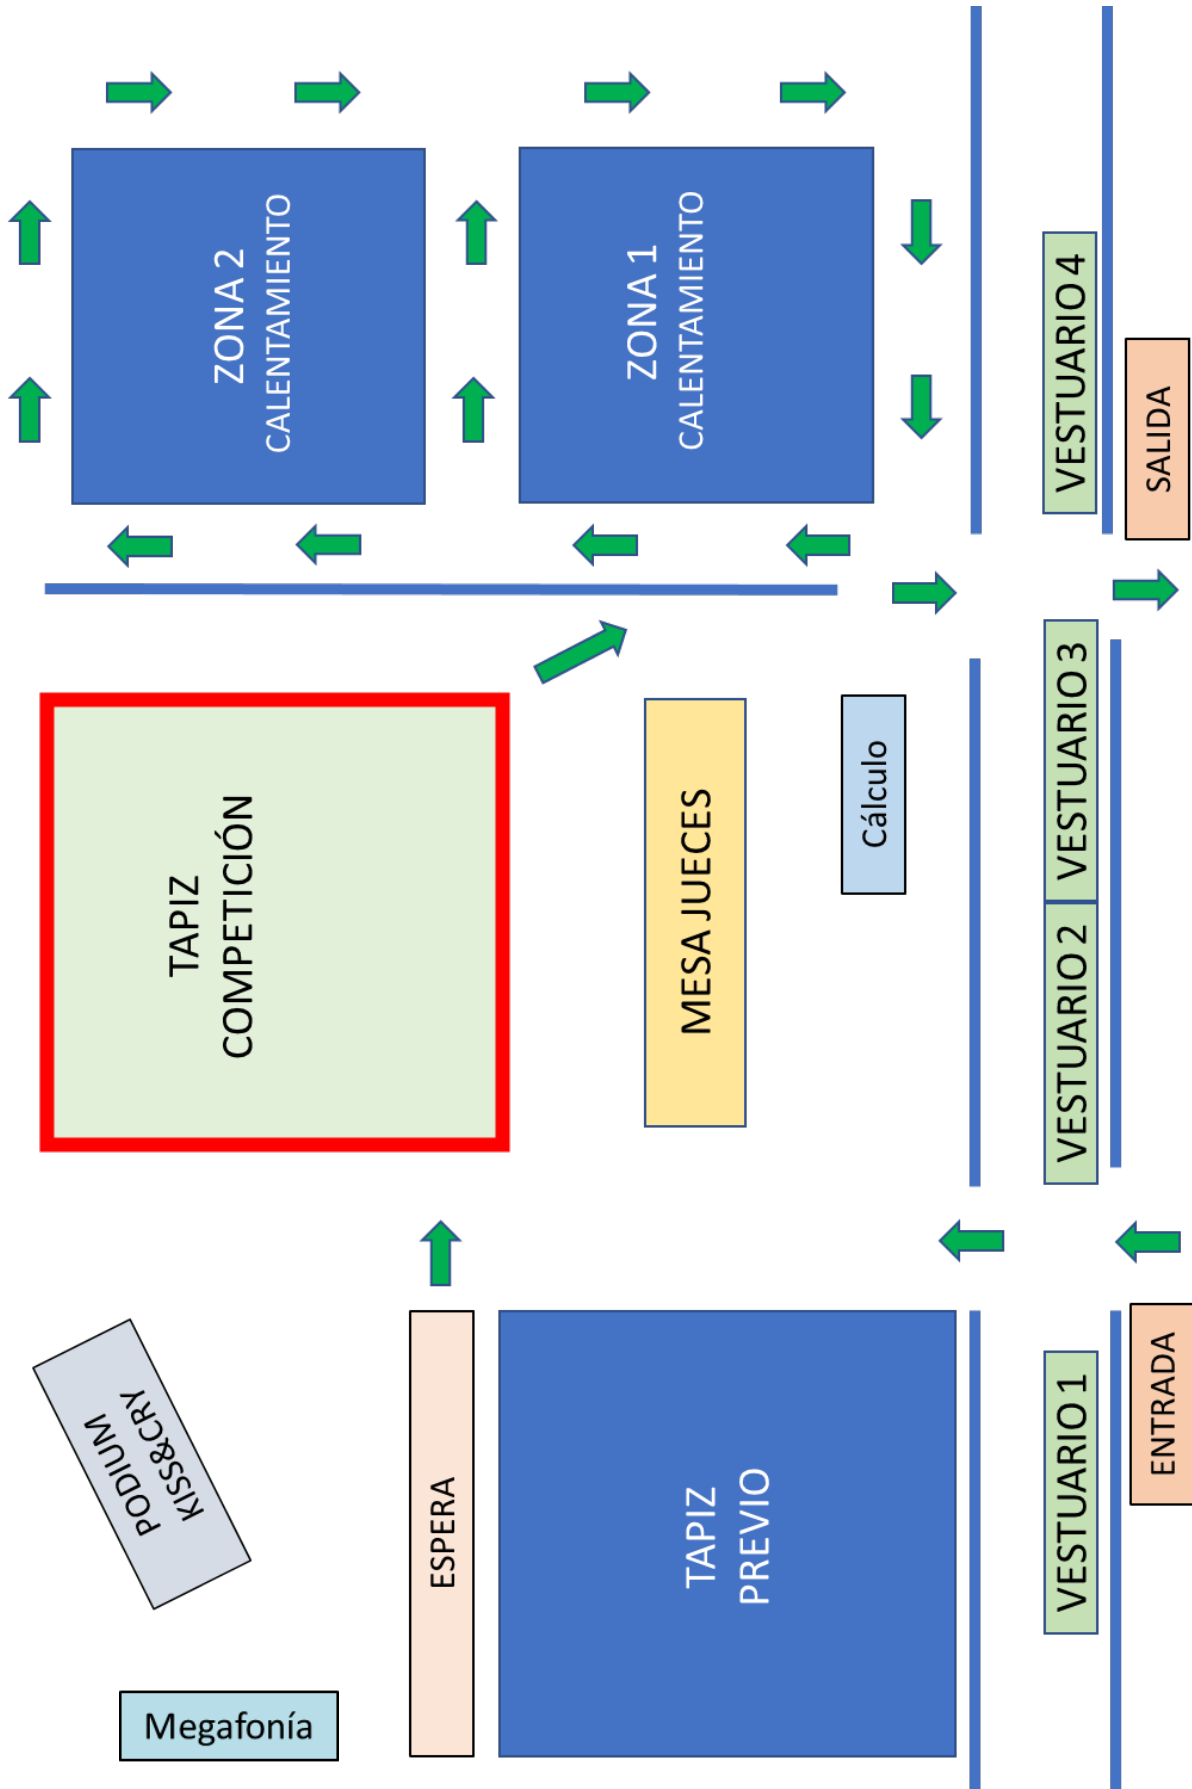 ZONA 2
CALENTAMIENTO
ZONA 1
CALENTAMIENTO
VESTUARIO 4
SALIDA
TAPIZ
COMPETICIÓN
MESA JUECES
Cálculo
VESTUARIO 3
VESTUARIO 2
PODIUM
KISS&CRY
ESPERA
TAPIZ
PREVIO
VESTUARIO 1
ENTRADA
Megafonía